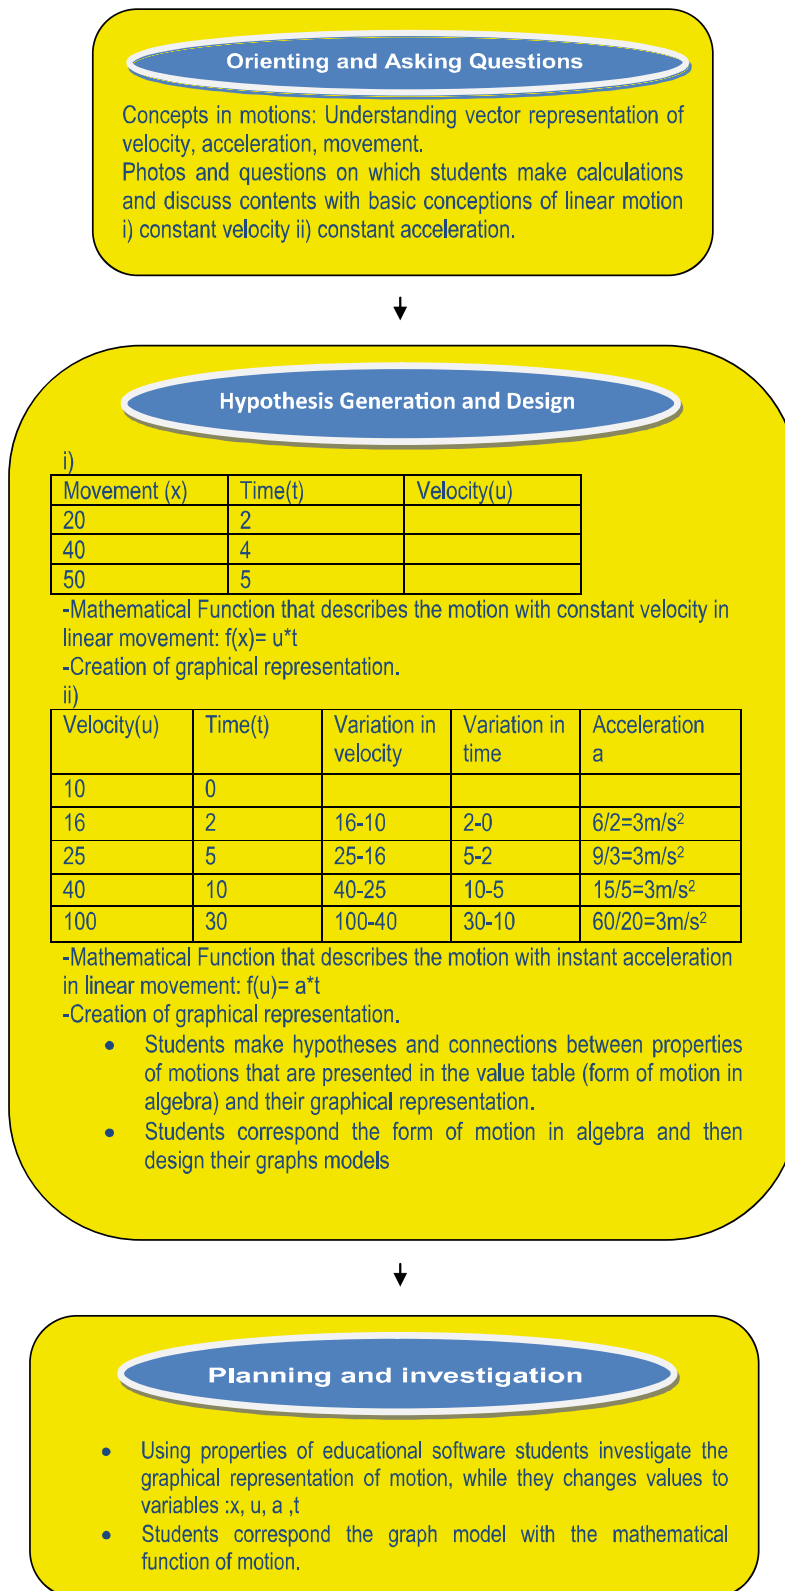 Orienting and Asking Questions
Concepts in motions: Understanding vector representation of
velocity, acceleration, movement.
Photos and questions on which students make calculations
and discuss contents with basic conceptions of linear motion
i) constant velocity ii) constant acceleration.
Hypothesis Generation and Design
i)
Movement (x) Time(t) Velocity(u)
20 2
40 4
50 5
-Mathematical Function that describes the motion with constant velocity in
linear movement: f(x)= u*t
-Creation of graphical representation.
ii)
Velocity(u) Time(t) Variation in Variation in Acceleration
velocity time a
10 0
16 2 16-10 2-0 6/2=3m/s²
25 5 25-16 5-2 9/3=3m/s²
40 10 40-25 10-5 15/5=3m/s²
100 30 100-40 30-10 60/20=3m/s²
-Mathematical Function that describes the motion with instant acceleration
in linear movement: f(u)= a*t
-Creation of graphical representation.
• Students make hypotheses and connections between properties
of motions that are presented in the value table (form of motion in
algebra) and their graphical representation.
• Students correspond the form of motion in algebra and then
design their graphs models
Planning and investigation
• Using properties of educational software students investigate the
graphical representation of motion, while they changes values to
variables :x, u, a ,t
• Students correspond the graph model with the mathematical
function of motion.